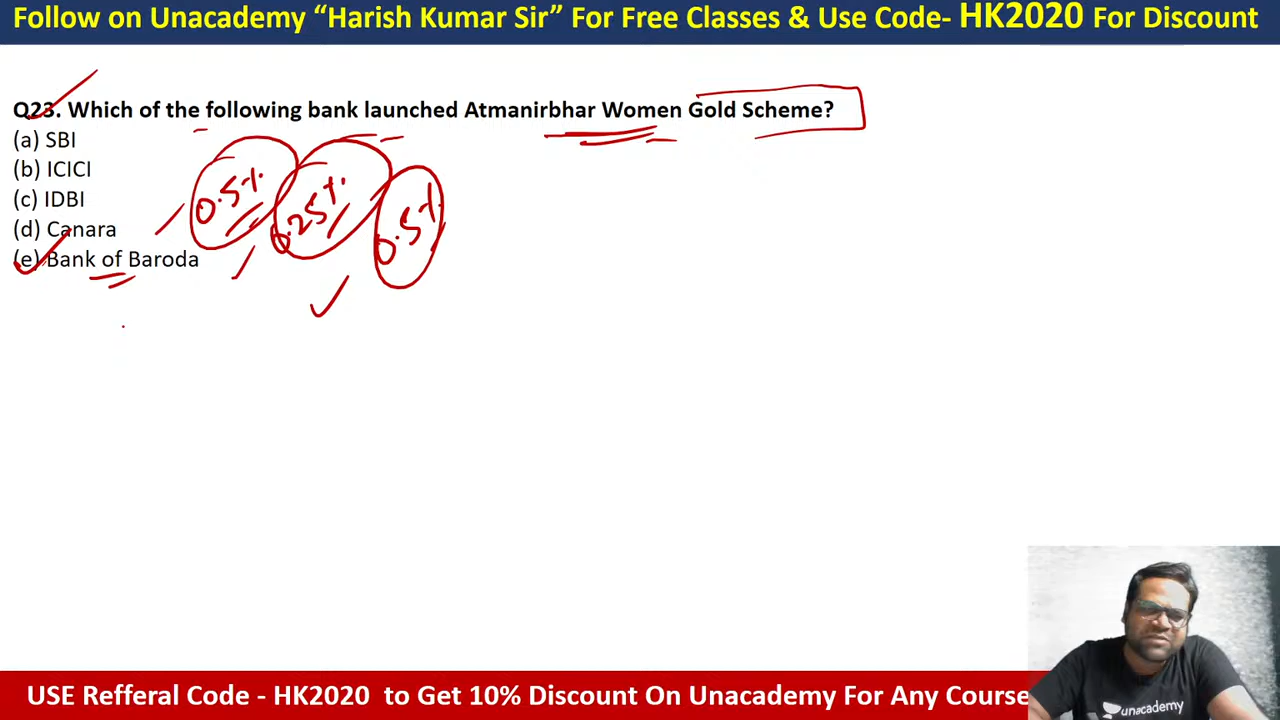 Follow on Unacademy “Harish Kumar Sir” For Free Classes & Use Code- HK2020 For Discount
Q23. Which of the following bank launched Atmanirbhar Women Gold Scheme?
(a) SBI
(b) ICICI
(c) IDBI
(d) Canara
(e) Bank of Baroda
0.5%
0.25%
0.5%
unacademy
USE Refferal Code - HK2020 to Get 10% Discount On Unacademy For Any Course